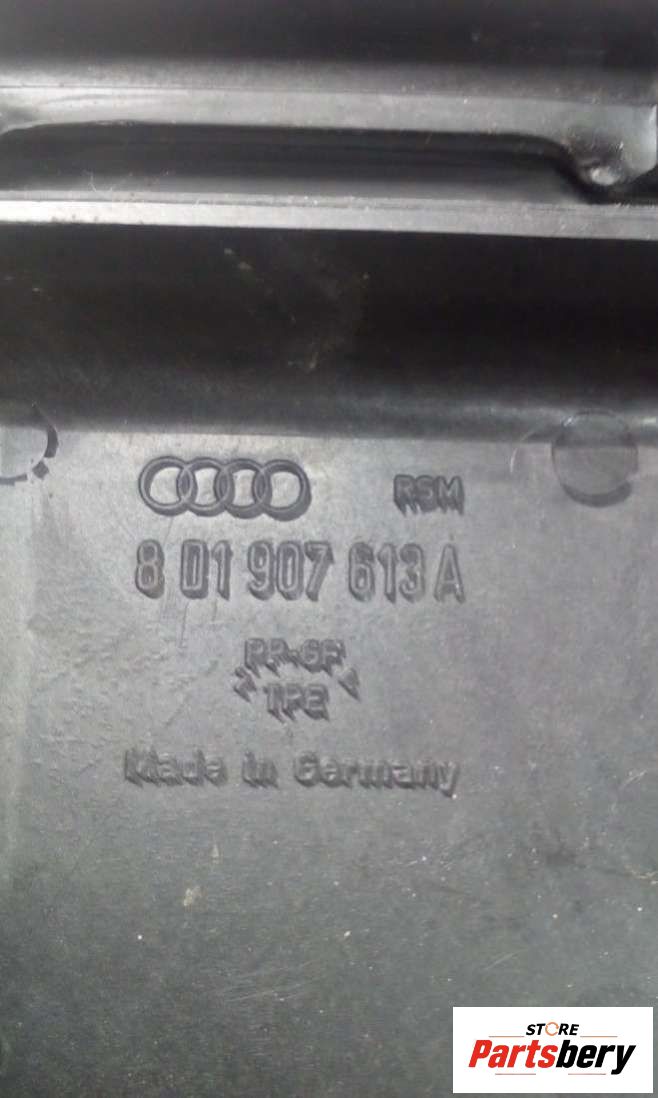 RSM
8 D1 907 613 A
PP-GF
TPE
Made in Germany
STORE
Partsbery